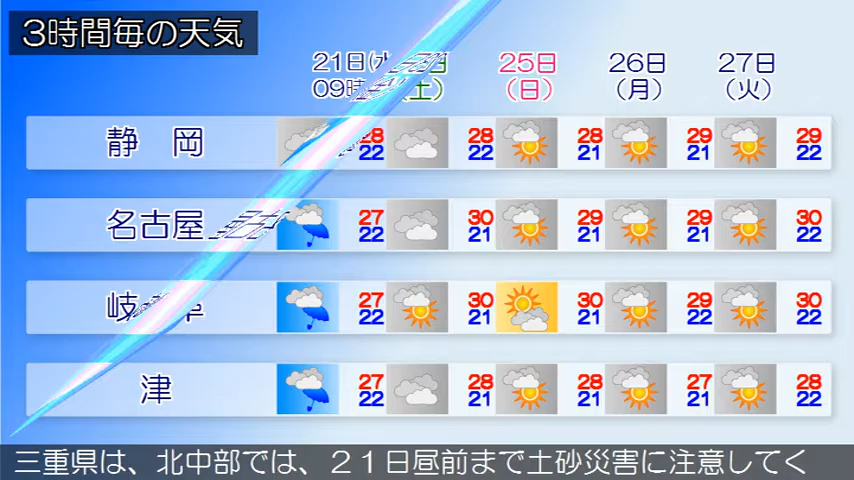 3時間毎の天気
21日(水
09時
(土)
25日
(日)
26日
(月)
27日
(火)
静 岡 28 22 28 22 28 21 29 21 29 22
名古屋 27 22 30 21 29 21 29 21 30 22
岐 阜 27 22 30 21 30 21 29 22 30 22
津 27 22 28 21 28 21 27 21 28 22
三重県は、北中部では、２１日昼前まで土砂災害に注意してく